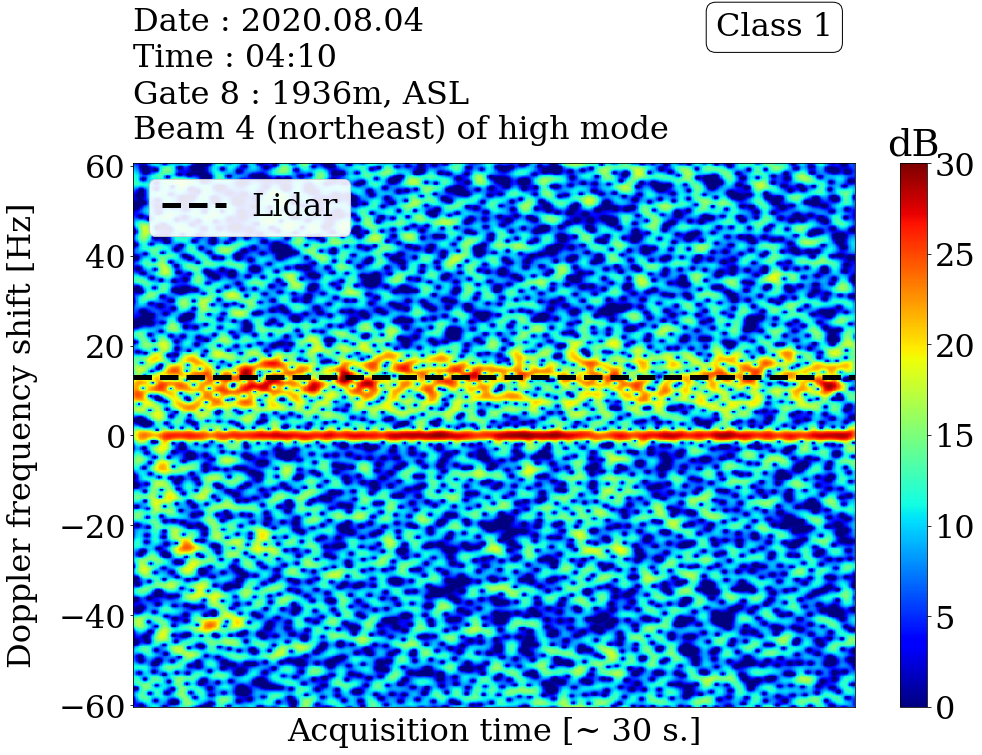 Date : 2020.08.04
Time : 04:10
Gate 8 : 1936m, ASL
Beam 4 (northeast) of high mode
Class 1
dB
Lidar
Doppler frequency shift [Hz]
60
40
20
0
−20
−40
−60
Acquisition time [~ 30 s.]
30
25
20
15
10
5
0